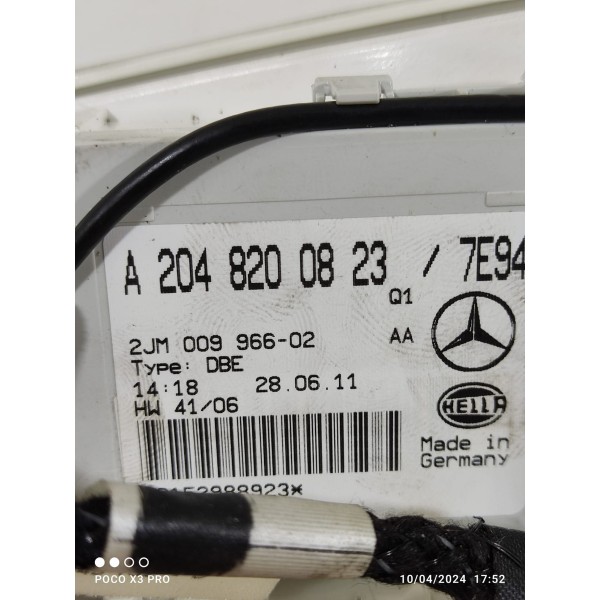 A 204 820 08 23 / 7E94
Q1
2JM 009 966-02 AA
Type: DBE
14:18 28.06.11
HW 41/06
HELLA
Made in
Germany
2988923*
POCO X3 PRO 10/04/2024 17:52